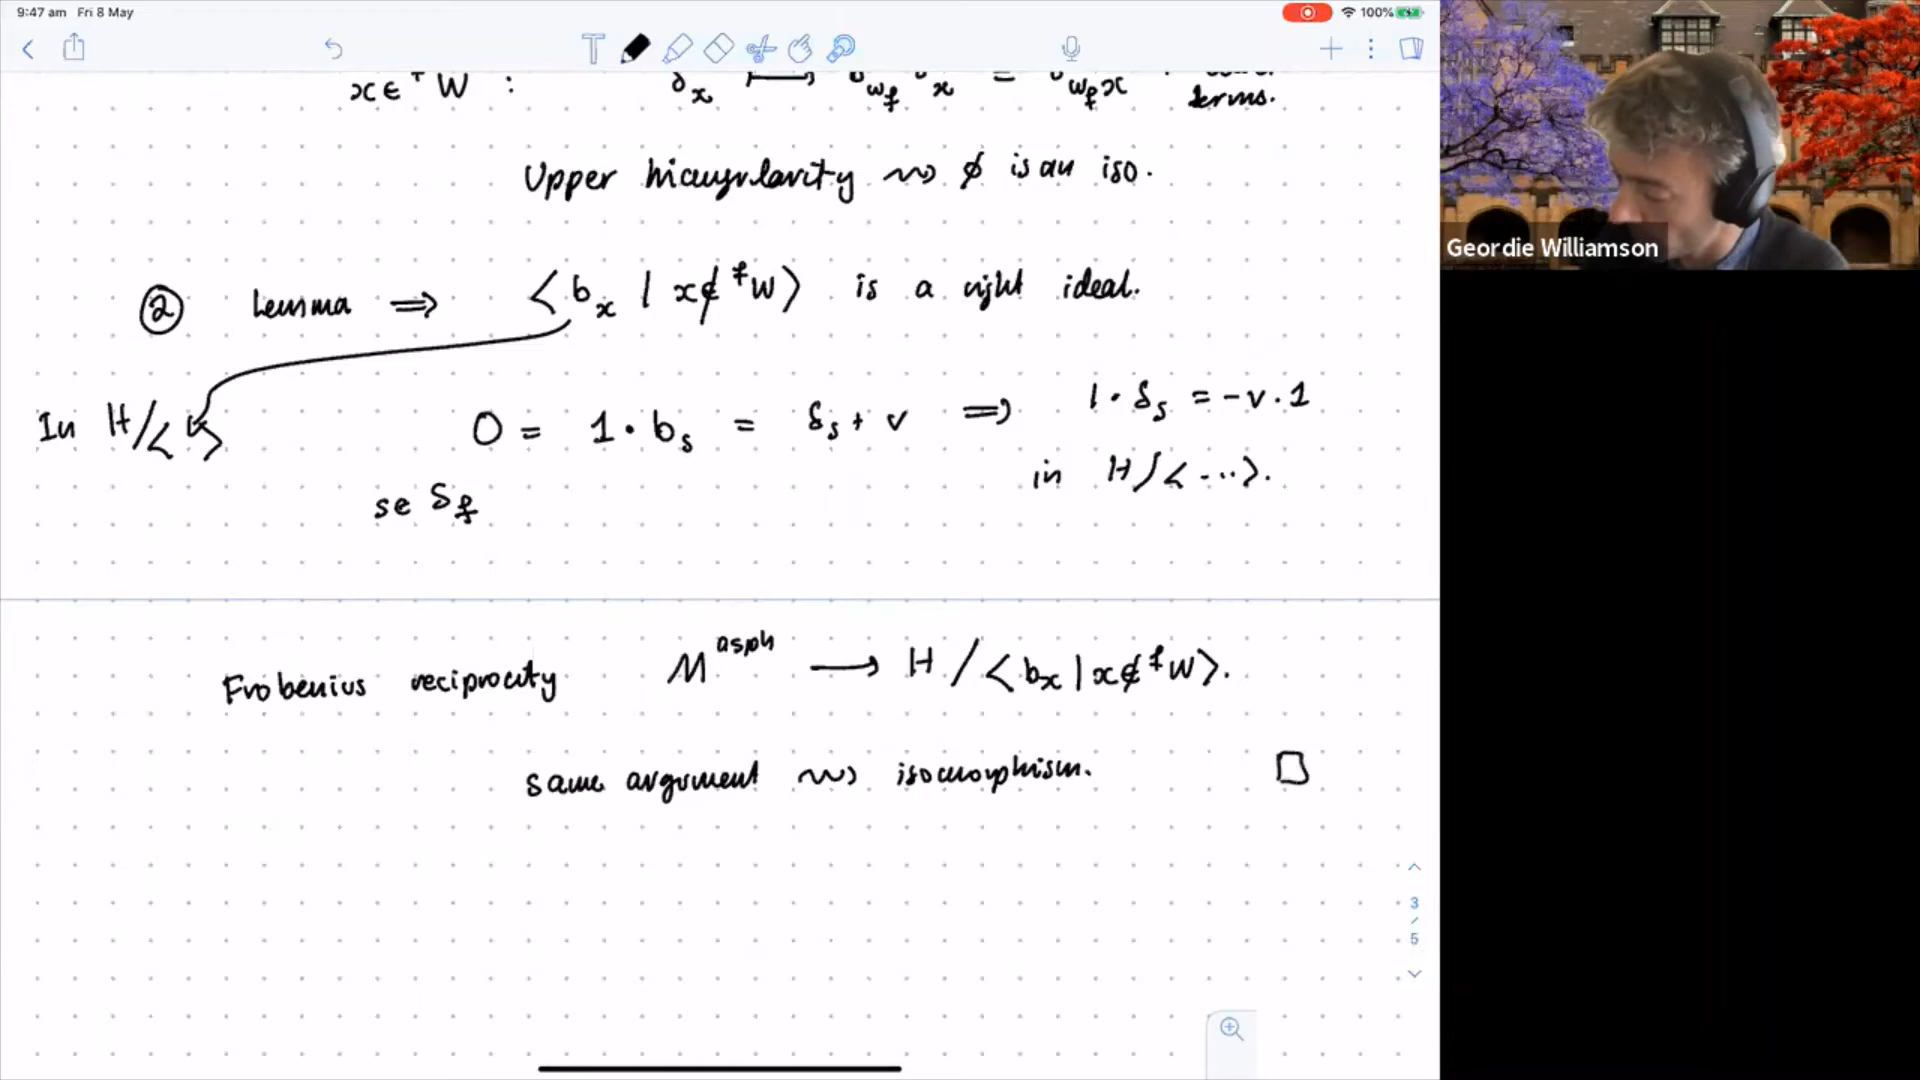 9:47 am Fri 8 May
100%
x ∈ ᶠW : δ_x ⟼ δ_{w_f} δ_x = δ_{w_f x} + terms.
Upper triangularity ⇝ ϕ is an iso.
② Lemma ⟹ ⟨ b_x | x ∉ ᶠW ⟩ is a right ideal.
In H/⟨ ⟩ 0 = 1 · b_s = δ_s + v ⟹ 1 · δ_s = -v · 1
in H/⟨ ... ⟩.
s ∈ S_f
Frobenius reciprocity M^{asph} ⟶ H / ⟨ b_x | x ∉ ᶠW ⟩.
same argument ⇝ isomorphism. □
3
/
5
Geordie Williamson